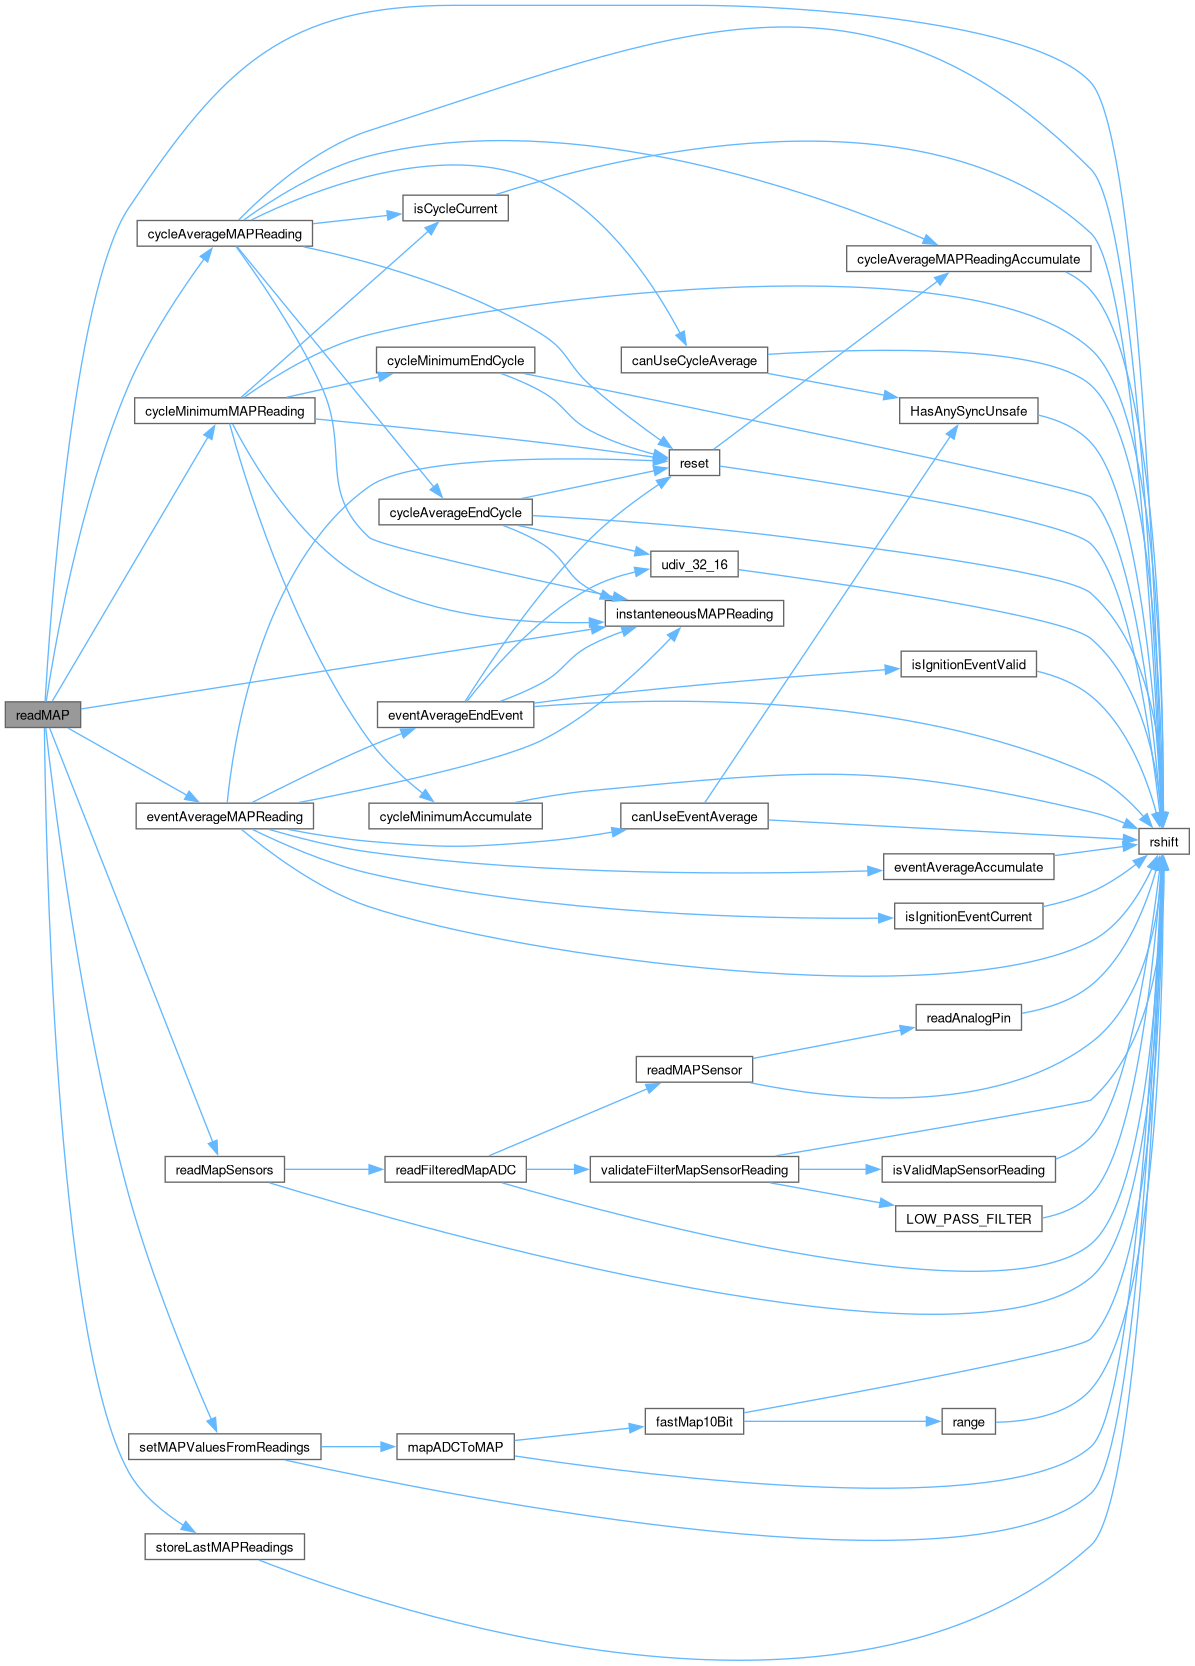 isCycleCurrent
cycleAverageMAPReading
cycleAverageMAPReadingAccumulate
cycleMinimumEndCycle
canUseCycleAverage
cycleMinimumMAPReading
HasAnySyncUnsafe
reset
cycleAverageEndCycle
udiv_32_16
instanteneousMAPReading
isIgnitionEventValid
readMAP
eventAverageEndEvent
eventAverageMAPReading
cycleMinimumAccumulate
canUseEventAverage
rshift
eventAverageAccumulate
isIgnitionEventCurrent
readAnalogPin
readMAPSensor
readMapSensors
readFilteredMapADC
validateFilterMapSensorReading
isValidMapSensorReading
LOW_PASS_FILTER
fastMap10Bit
range
setMAPValuesFromReadings
mapADCToMAP
storeLastMAPReadings